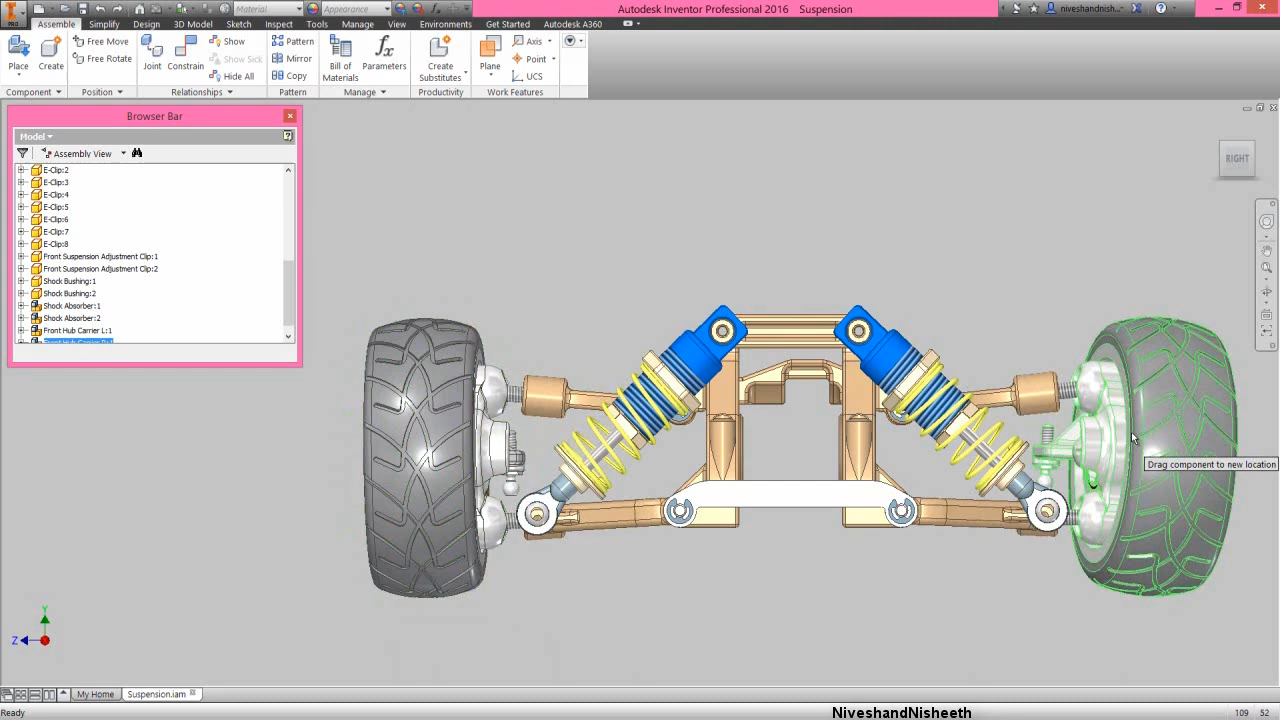 PRO Material Appearance Autodesk Inventor Professional 2016 Suspension niveshandnish...
Assemble Simplify Design 3D Model Sketch Inspect Tools Manage View Environments Get Started Autodesk A360
Free Move Show Pattern Axis
Free Rotate Show Sick Mirror Point
Place Create Joint Constrain Hide All Copy Bill of Materials Parameters Create Substitutes Plane UCS
Component Position Relationships Pattern Manage Productivity Work Features
Browser Bar
Model
Assembly View
E-Clip:2
E-Clip:3
E-Clip:4
E-Clip:5
E-Clip:6
E-Clip:7
E-Clip:8
Front Suspension Adjustment Clip:1
Front Suspension Adjustment Clip:2
Shock Bushing:1
Shock Bushing:2
Shock Absorber:1
Shock Absorber:2
Front Hub Carrier L:1
Front Hub Carrier R:1
RIGHT
Drag component to new location
Y
Z
My Home Suspension.iam
Ready NiveshandNisheeth 109 52